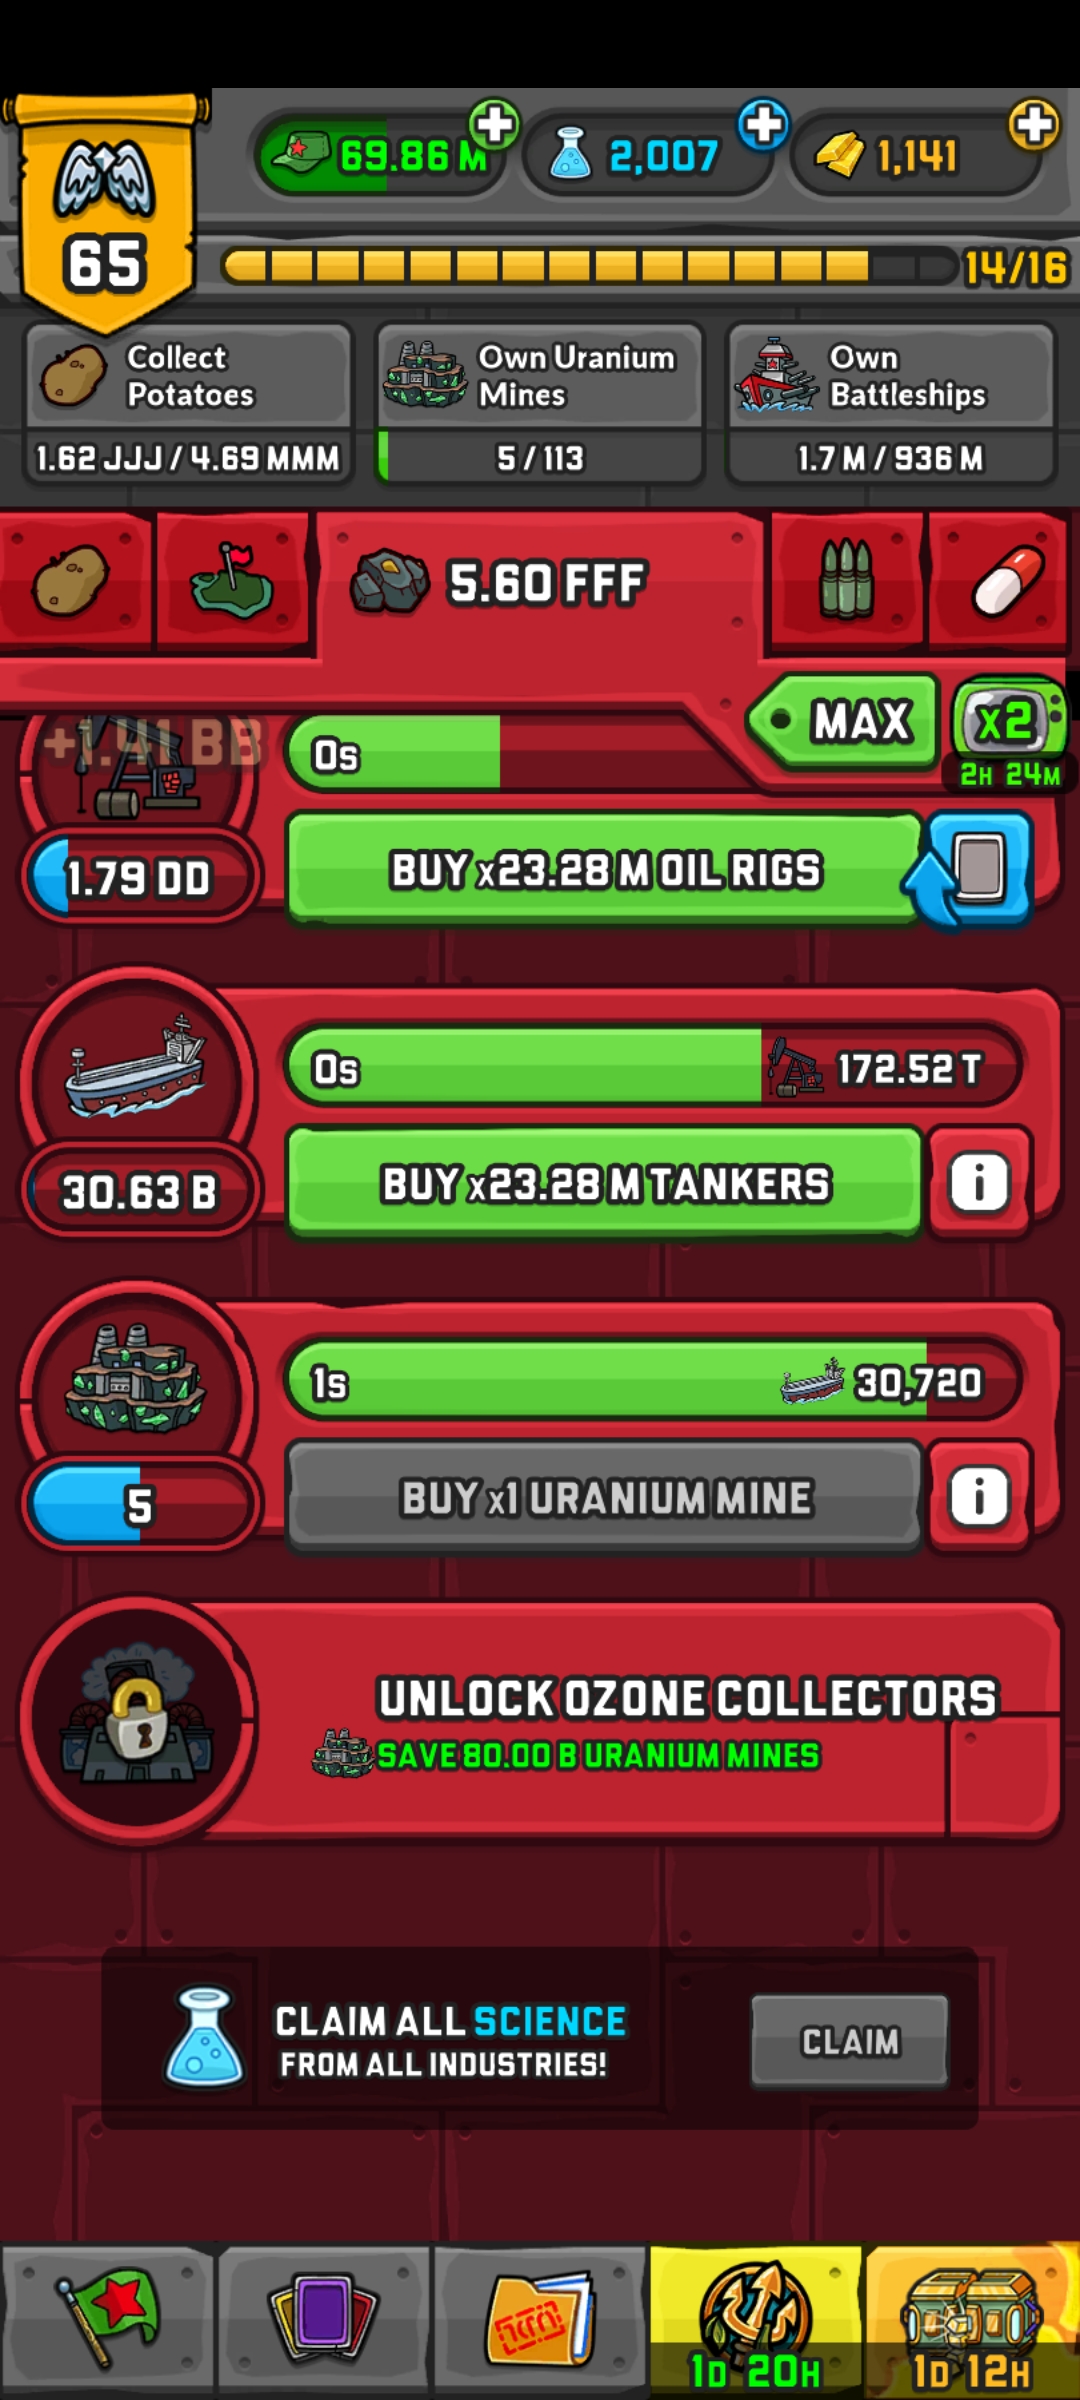 69.86 M
2,007
1,141
65
14/16
Collect
Potatoes
1.62 JJJ / 4.69 MMM
Own Uranium
Mines
5 / 113
Own
Battleships
1.7 M / 936 M
5.60 FFF
MAX
x2
2H 24M
+1.41 BB
0s
1.79 DD
BUY x23.28 M OIL RIGS
0s
172.52 T
30.63 B
BUY x23.28 M TANKERS
i
1s
30,720
5
BUY x1 URANIUM MINE
i
UNLOCK OZONE COLLECTORS
SAVE 80.00 B URANIUM MINES
CLAIM ALL SCIENCE
FROM ALL INDUSTRIES!
CLAIM
1D 20H
1D 12H